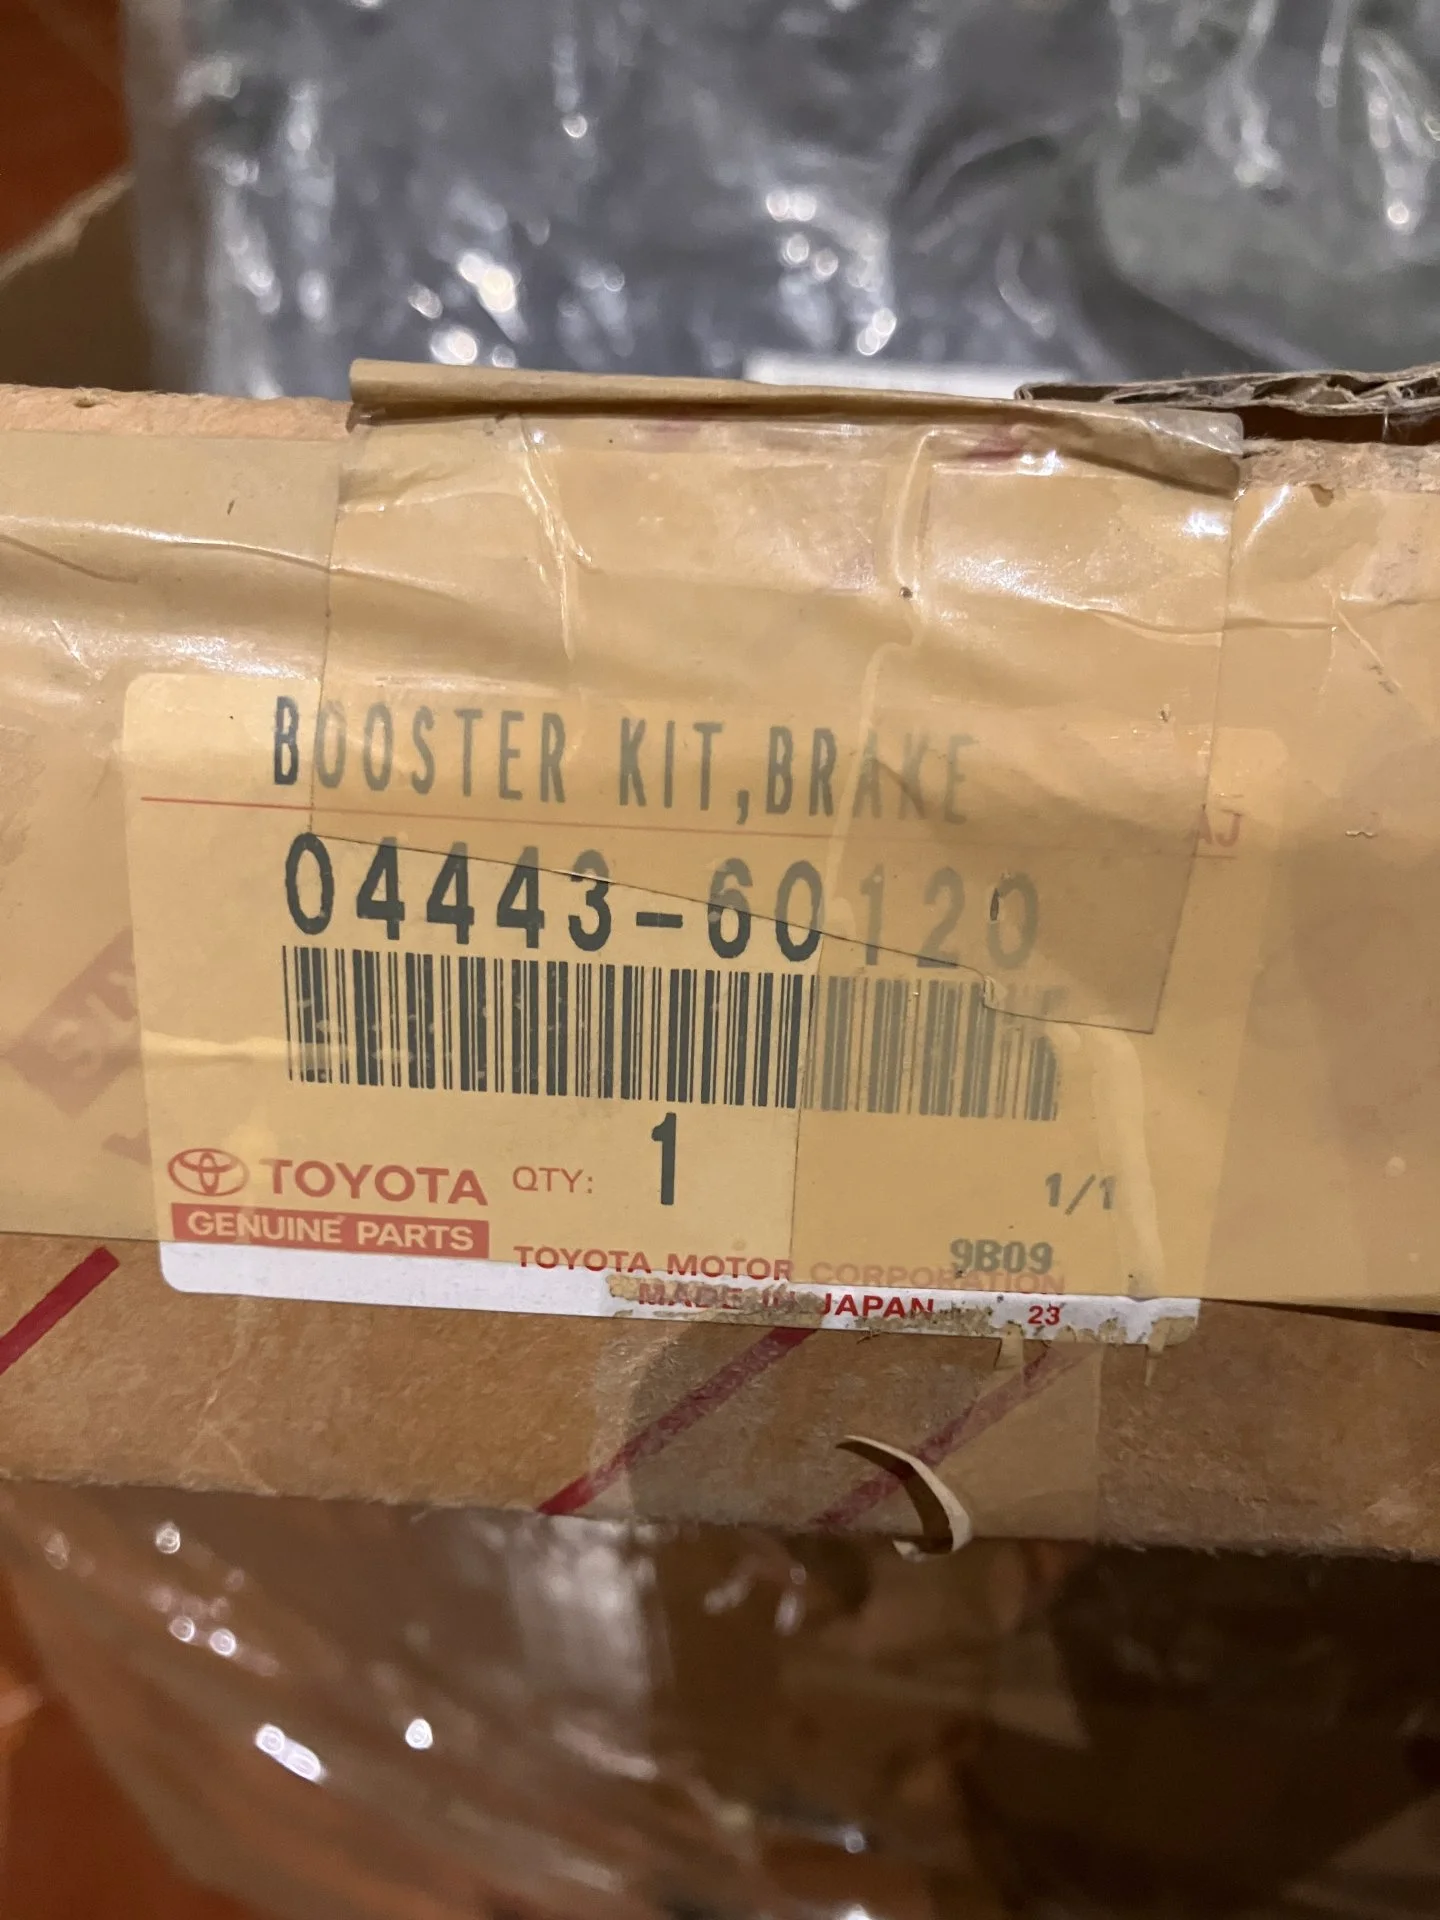 BOOSTER KIT,BRAKE
AJ
04443-60120
1
TOYOTA QTY: 1/1
GENUINE PARTS
9B09
TOYOTA MOTOR CORPORATION
MADE IN JAPAN 23